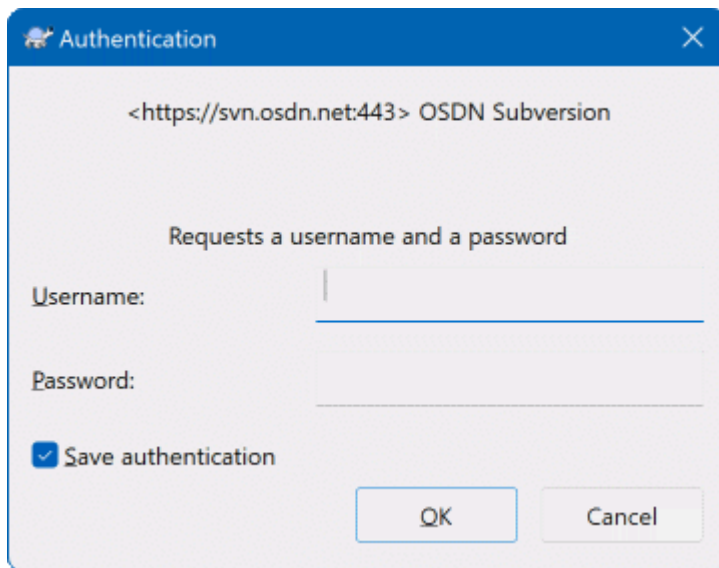 Authentication
<https://svn.osdn.net:443> OSDN Subversion
Requests a username and a password
Username:
Password:
Save authentication
OK
Cancel